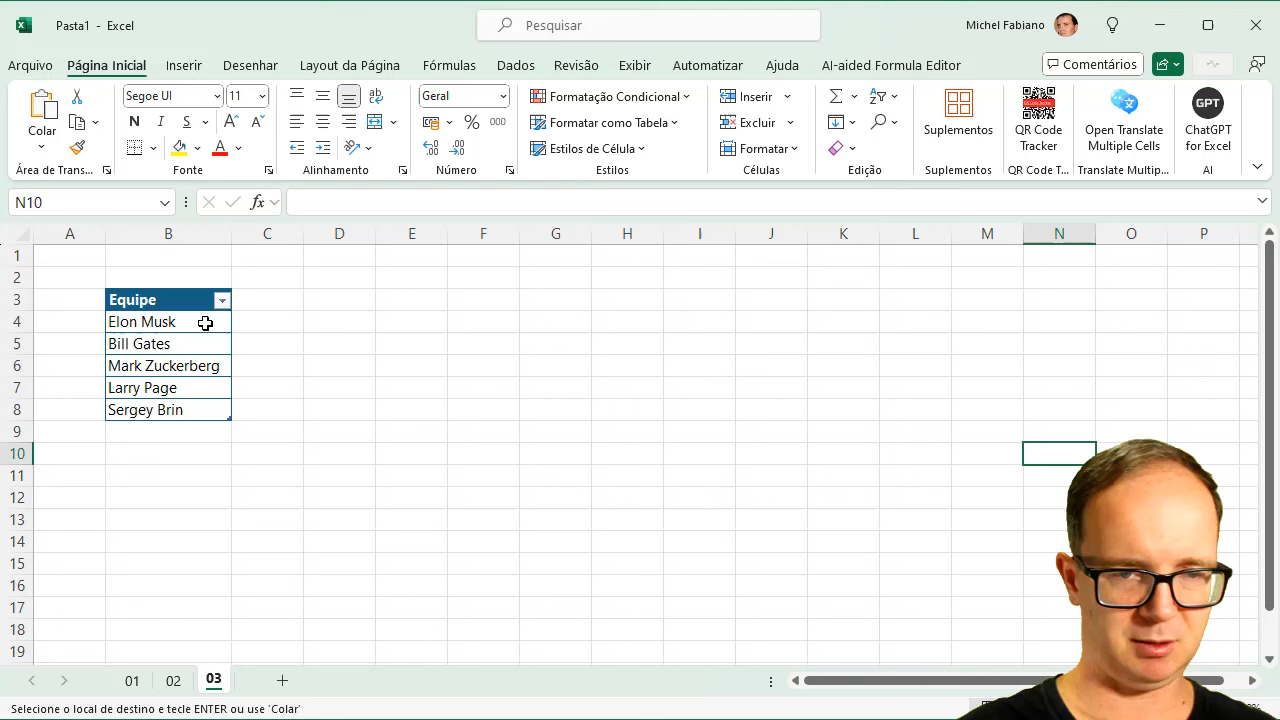 Pasta1 - Excel
Pesquisar
Michel Fabiano
Arquivo
Página Inicial
Inserir
Desenhar
Layout da Página
Fórmulas
Dados
Revisão
Exibir
Automatizar
Ajuda
AI-aided Formula Editor
Comentários
Colar
Segoe UI
11
N
I
S
Geral
Formatação Condicional
Formatar como Tabela
Estilos de Célula
Inserir
Excluir
Formatar
Suplementos
QR Code
Tracker
Open Translate
Multiple Cells
GPT
ChatGPT
for Excel
Área de Trans...
Fonte
Alinhamento
Número
Estilos
Células
Edição
Suplementos
QR Code T...
Translate Multip...
AI
N10
fx
A B C D E F G H I J K L M N O P
1
2
3 Equipe
4 Elon Musk
5 Bill Gates
6 Mark Zuckerberg
7 Larry Page
8 Sergey Brin
9
10
11
12
13
14
15
16
17
18
19
01 02 03
Selecione o local de destino e tecle ENTER ou use 'Colar'